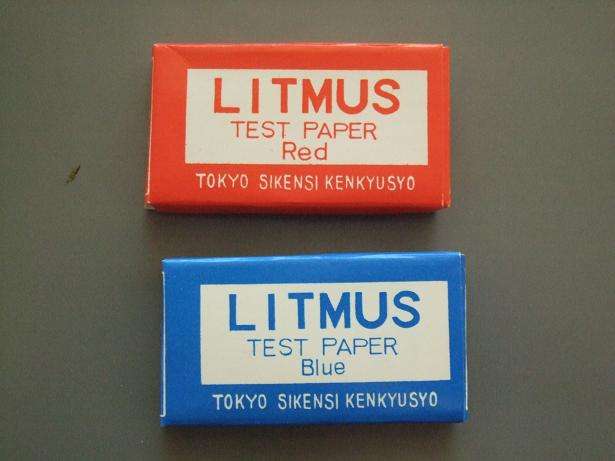 LITMUS
TEST PAPER
Red
TOKYO SIKENSI KENKYUSYO
LITMUS
TEST PAPER
Blue
TOKYO SIKENSI KENKYUSYO